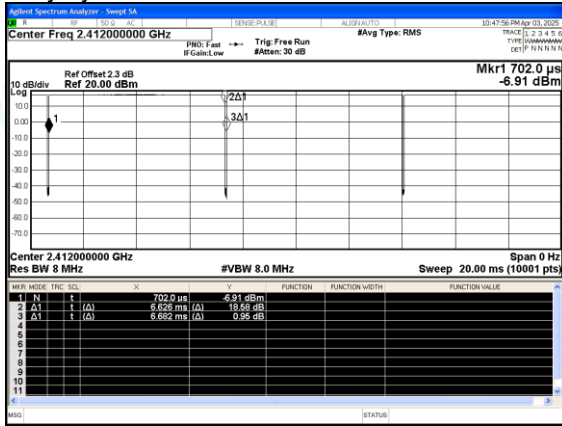 Agilent Spectrum Analyzer - Swept SA
R RF 50 Ω AC SENSE:PULSE ALIGN AUTO 10:47:56 PM Apr 03, 2025
Center Freq 2.412000000 GHz #Avg Type: RMS TRACE 1 2 3 4 5 6
PNO: Fast Trig: Free Run TYPE
IFGain:Low #Atten: 30 dB DET P N N N N N
Mkr1 702.0 µs
Ref Offset 2.3 dB
10 dB/div Ref 20.00 dBm -6.91 dBm
Log
10.0
0.00
-10.0
-20.0
-30.0
-40.0
-50.0
-60.0
-70.0
2Δ1
1
3Δ1
Center 2.412000000 GHz Span 0 Hz
Res BW 8 MHz #VBW 8.0 MHz Sweep 20.00 ms (10001 pts)
MKR MODE TRC SCL X Y FUNCTION FUNCTION WIDTH FUNCTION VALUE
1 N t 702.0 us -6.91 dBm
2 Δ1 t (Δ) 6.626 ms (Δ) 18.58 dB
3 Δ1 t (Δ) 6.682 ms (Δ) 0.95 dB
4
5
6
7
8
9
10
11
MSG STATUS